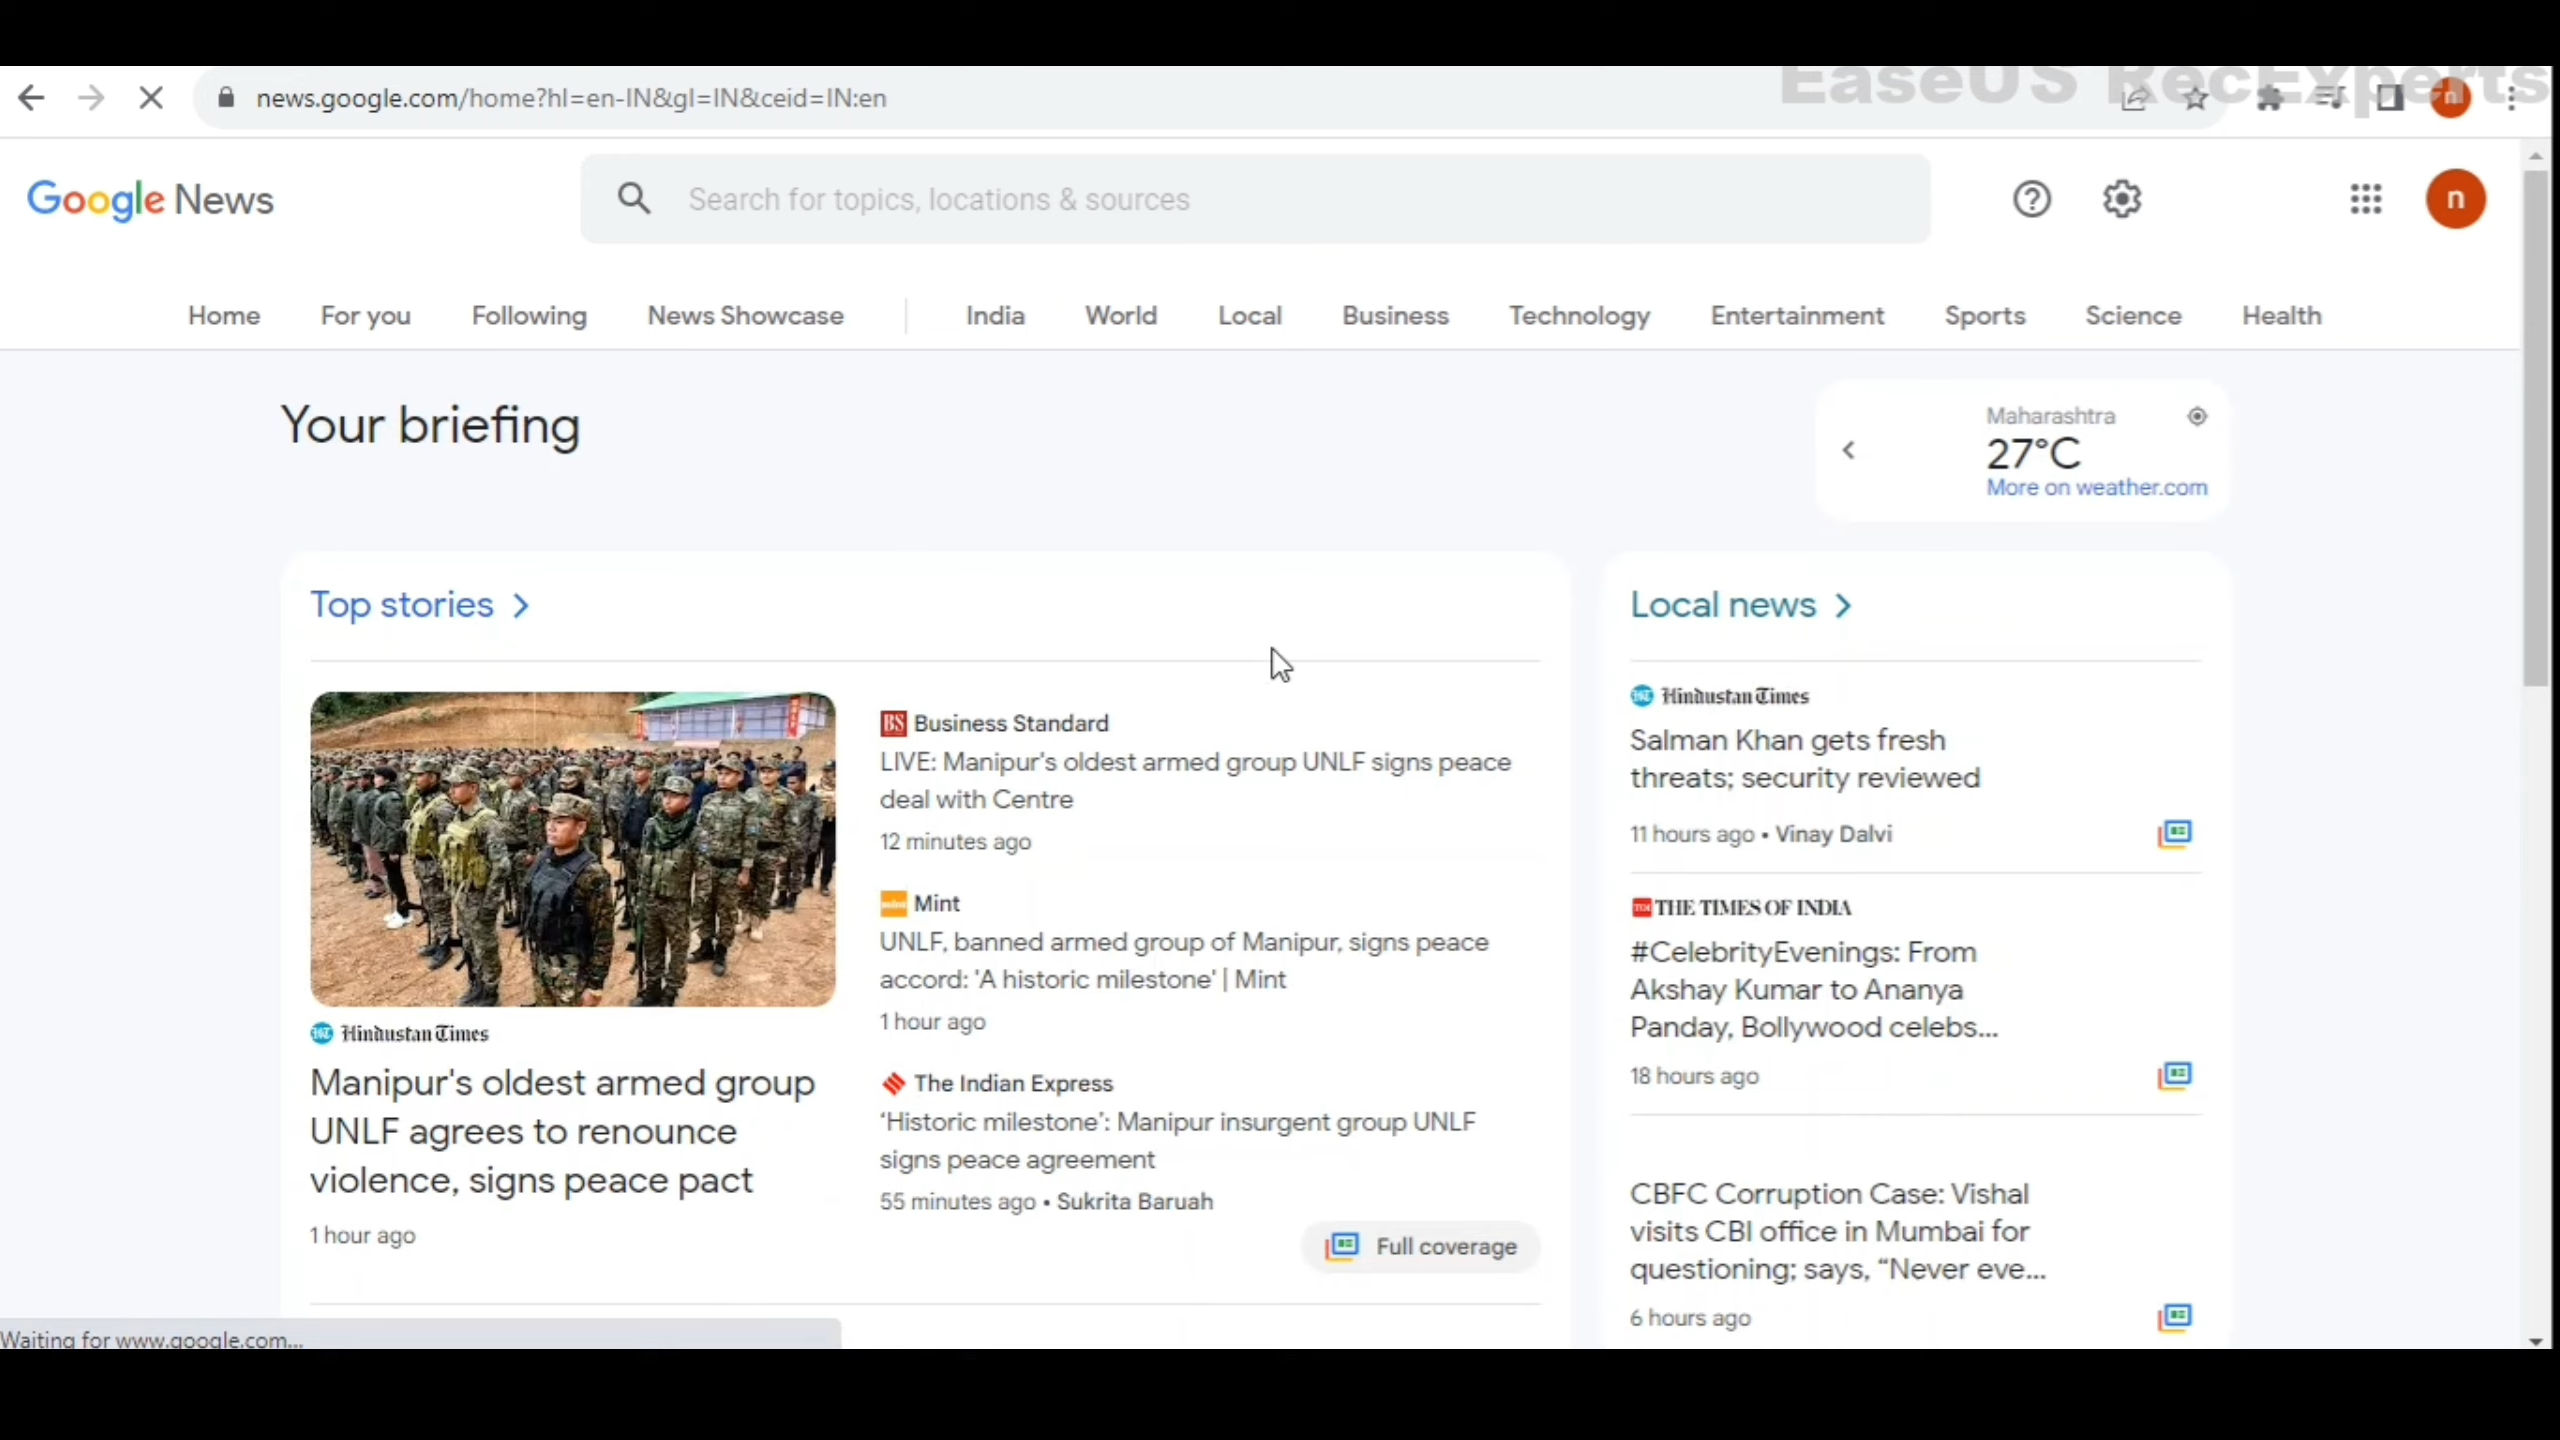 EaseUS RecExperts
news.google.com/home?hl=en-IN&gl=IN&ceid=IN:en
n
Google News
Search for topics, locations & sources
n
Home For you Following News Showcase India World Local Business Technology Entertainment Sports Science Health
Your briefing
Maharashtra
27°C
More on weather.com
Top stories
Hindustan Times
Manipur's oldest armed group
UNLF agrees to renounce
violence, signs peace pact
1 hour ago
BS Business Standard
LIVE: Manipur's oldest armed group UNLF signs peace
deal with Centre
12 minutes ago
mint Mint
UNLF, banned armed group of Manipur, signs peace
accord: 'A historic milestone' | Mint
1 hour ago
The Indian Express
‘Historic milestone’: Manipur insurgent group UNLF
signs peace agreement
55 minutes ago • Sukrita Baruah
Full coverage
Local news
HT Hindustan Times
Salman Khan gets fresh
threats; security reviewed
11 hours ago • Vinay Dalvi
TOI THE TIMES OF INDIA
#CelebrityEvenings: From
Akshay Kumar to Ananya
Panday, Bollywood celebs...
18 hours ago
CBFC Corruption Case: Vishal
visits CBI office in Mumbai for
questioning; says, “Never eve...
6 hours ago
Waiting for www.google.com...